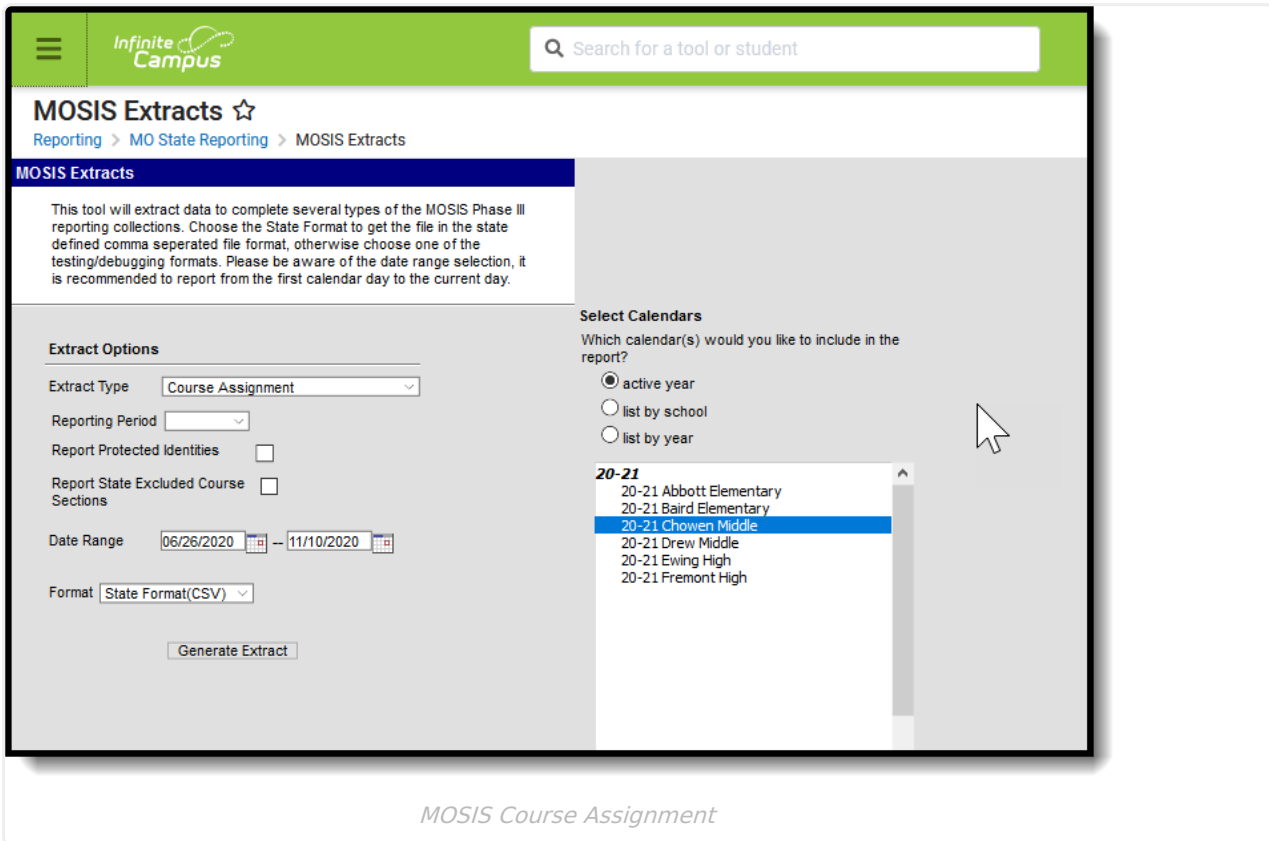 Infinite
Campus
Search for a tool or student
MOSIS Extracts
Reporting > MO State Reporting > MOSIS Extracts
MOSIS Extracts
This tool will extract data to complete several types of the MOSIS Phase III
reporting collections. Choose the State Format to get the file in the state
defined comma seperated file format, otherwise choose one of the
testing/debugging formats. Please be aware of the date range selection, it
is recommended to report from the first calendar day to the current day.
Extract Options
Extract Type Course Assignment
Reporting Period
Report Protected Identities
Report State Excluded Course
Sections
Date Range 06/26/2020 -- 11/10/2020
Format State Format(CSV)
Generate Extract
Select Calendars
Which calendar(s) would you like to include in the
report?
active year
list by school
list by year
20-21
20-21 Abbott Elementary
20-21 Baird Elementary
20-21 Chowen Middle
20-21 Drew Middle
20-21 Ewing High
20-21 Fremont High
MOSIS Course Assignment